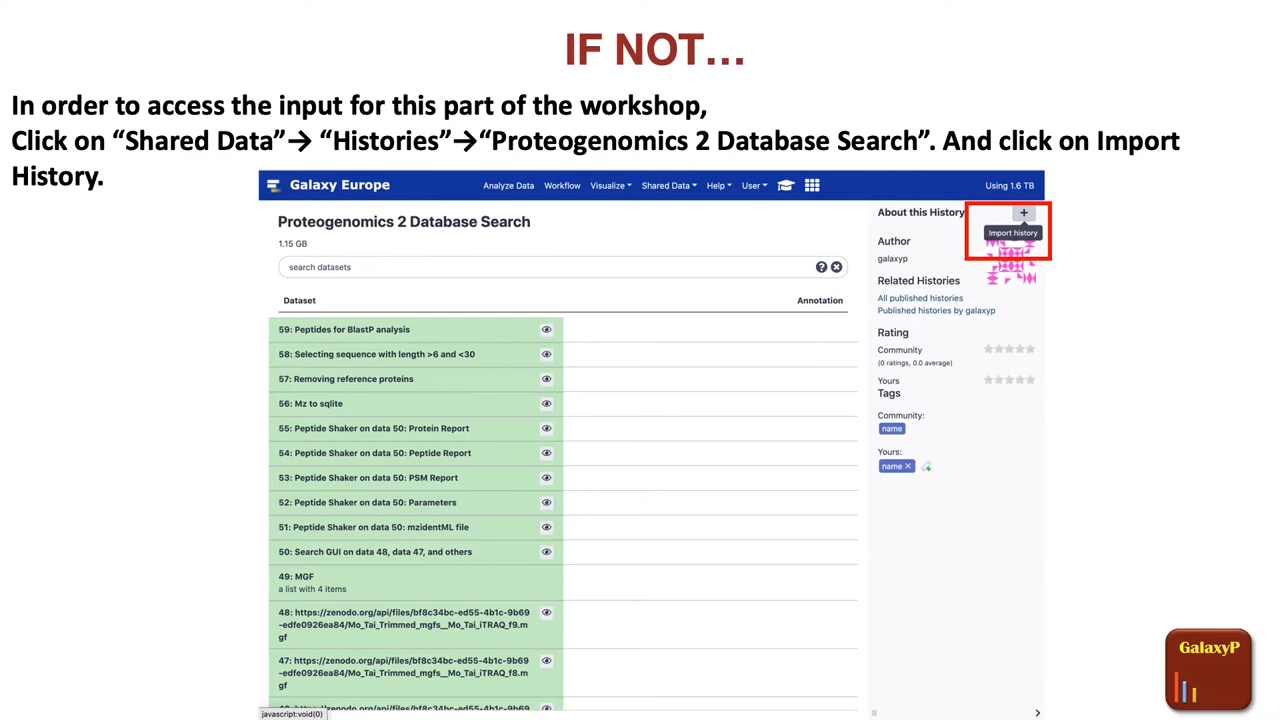 IF NOT...
In order to access the input for this part of the workshop,
Click on “Shared Data”→ “Histories”→“Proteogenomics 2 Database Search”. And click on Import
History.
Galaxy Europe
Analyze Data Workflow Visualize Shared Data Help User Using 1.6 TB
Proteogenomics 2 Database Search
1.15 GB
search datasets
Dataset Annotation
59: Peptides for BlastP analysis
58: Selecting sequence with length >6 and <30
57: Removing reference proteins
56: Mz to sqlite
55: Peptide Shaker on data 50: Protein Report
54: Peptide Shaker on data 50: Peptide Report
53: Peptide Shaker on data 50: PSM Report
52: Peptide Shaker on data 50: Parameters
51: Peptide Shaker on data 50: mzidentML file
50: Search GUI on data 48, data 47, and others
49: MGF
a list with 4 items
48: https://zenodo.org/api/files/bf8c34bc-ed55-4b1c-9b69
-edfe0926ea84/Mo_Tai_Trimmed_mgfs__Mo_Tai_iTRAQ_f9.m
gf
47: https://zenodo.org/api/files/bf8c34bc-ed55-4b1c-9b69
-edfe0926ea84/Mo_Tai_Trimmed_mgfs__Mo_Tai_iTRAQ_f8.m
gf
javascript:void(0)
About this History +
Import history
Author
galaxyp
Related Histories
All published histories
Published histories by galaxyp
Rating
Community
(0 ratings, 0.0 average)
Yours
Tags
Community:
name
Yours:
name ×
GalaxyP